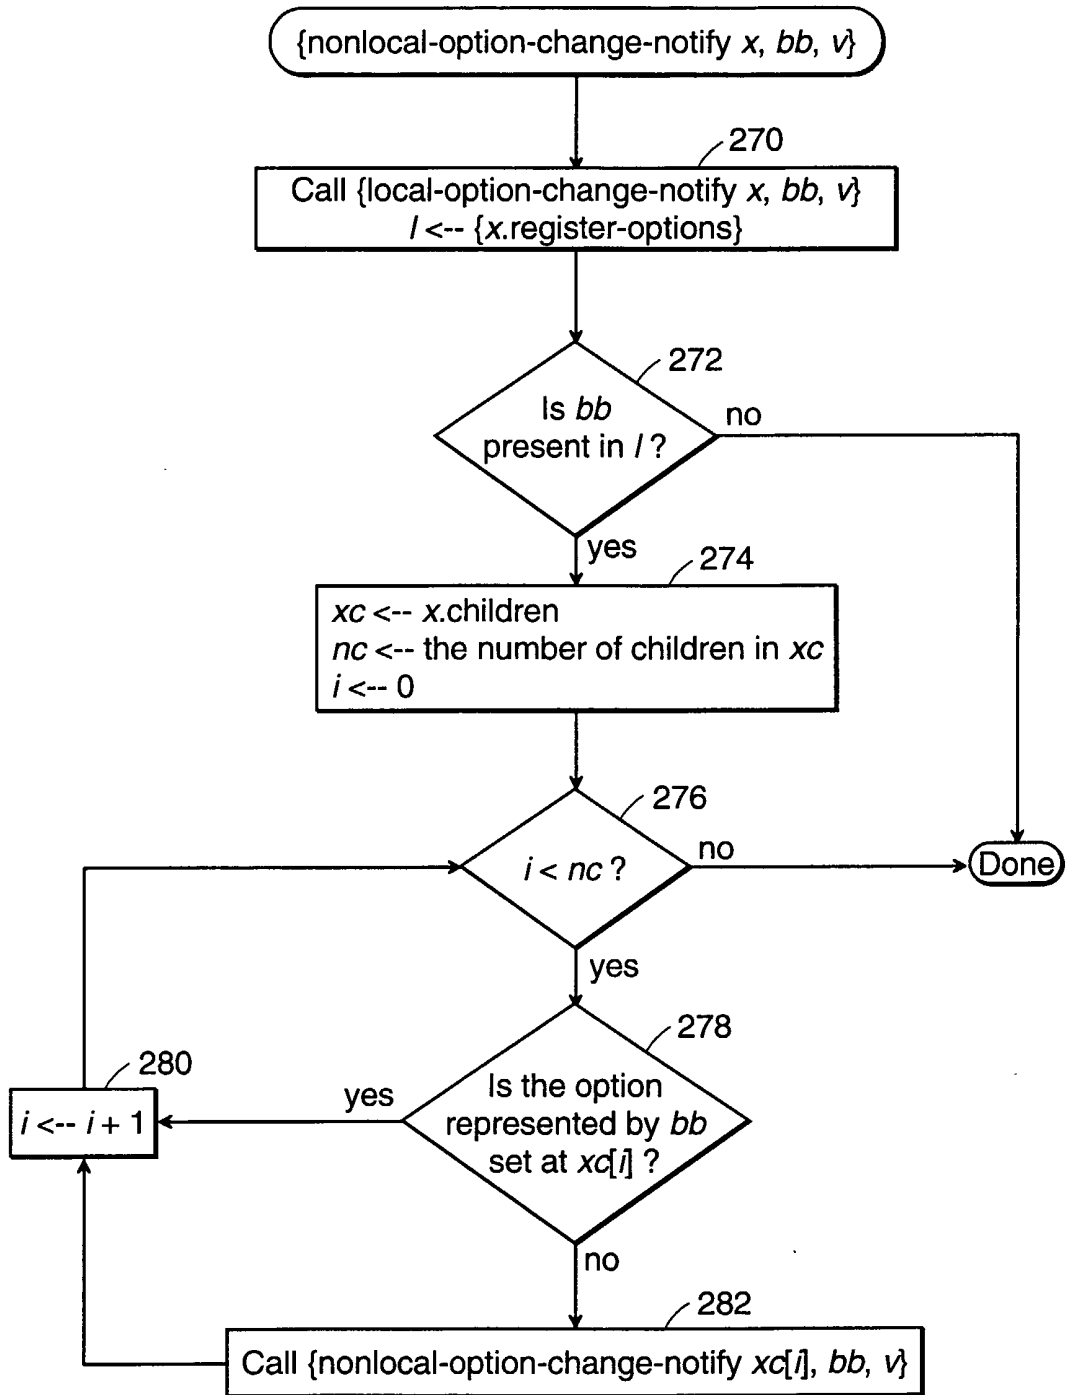 {nonlocal-option-change-notify x, bb, v}
270
Call {local-option-change-notify x, bb, v}
l <-- {x.register-options}
272
Is bb
present in l ?
no
yes
274
xc <-- x.children
nc <-- the number of children in xc
i <-- 0
276
i < nc ?
no
Done
yes
278
280
Is the option
represented by bb
set at xc[i] ?
yes
i <-- i + 1
no
282
Call {nonlocal-option-change-notify xc[i], bb, v}